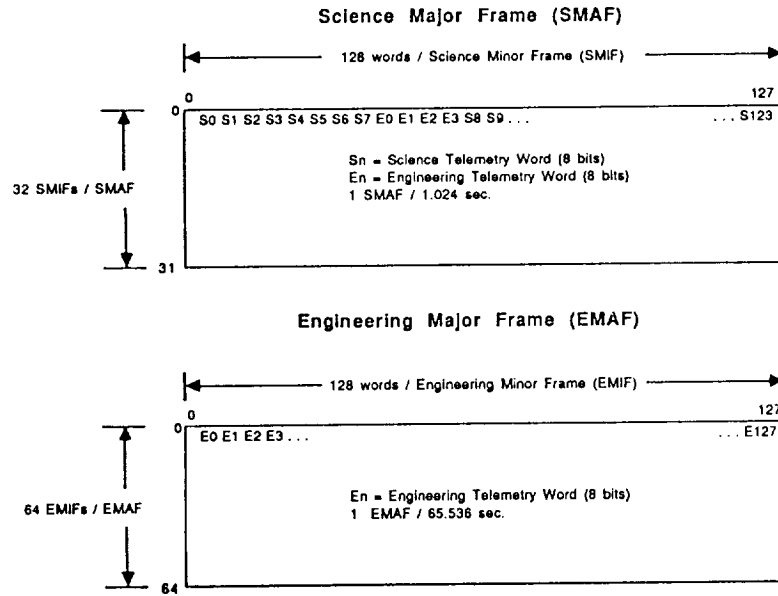 Science Major Frame (SMAF)
128 words / Science Minor Frame (SMIF)
0 127
0
S0 S1 S2 S3 S4 S5 S6 S7 E0 E1 E2 E3 S8 S9 . . . . . . S123
Sn = Science Telemetry Word (8 bits)
En = Engineering Telemetry Word (8 bits)
1 SMAF / 1.024 sec.
32 SMIFs / SMAF
31
Engineering Major Frame (EMAF)
128 words / Engineering Minor Frame (EMIF)
0 127
0
E0 E1 E2 E3 . . . . . . E127
En = Engineering Telemetry Word (8 bits)
1 EMAF / 65.536 sec.
64 EMIFs / EMAF
64